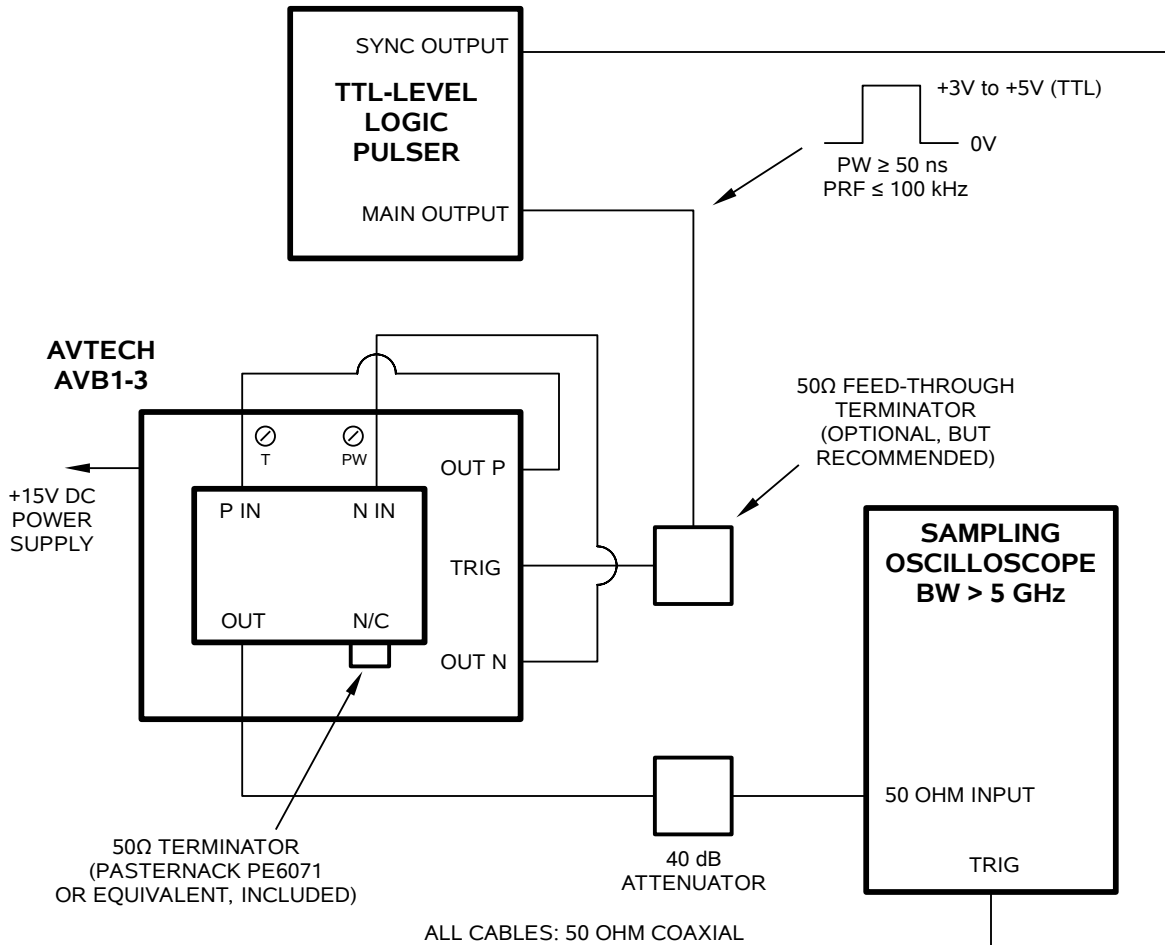 SYNC OUTPUT
TTL-LEVEL
LOGIC
PULSER
MAIN OUTPUT
+3V to +5V (TTL)
0V
PW ≥ 50 ns
PRF ≤ 100 kHz
AVTECH
AVB1-3
T
PW
OUT P
+15V DC
POWER
SUPPLY
P IN
N IN
TRIG
OUT
N/C
OUT N
50Ω FEED-THROUGH
TERMINATOR
(OPTIONAL, BUT
RECOMMENDED)
SAMPLING
OSCILLOSCOPE
BW > 5 GHz
50 OHM INPUT
TRIG
50Ω TERMINATOR
(PASTERNACK PE6071
OR EQUIVALENT, INCLUDED)
40 dB
ATTENUATOR
ALL CABLES: 50 OHM COAXIAL